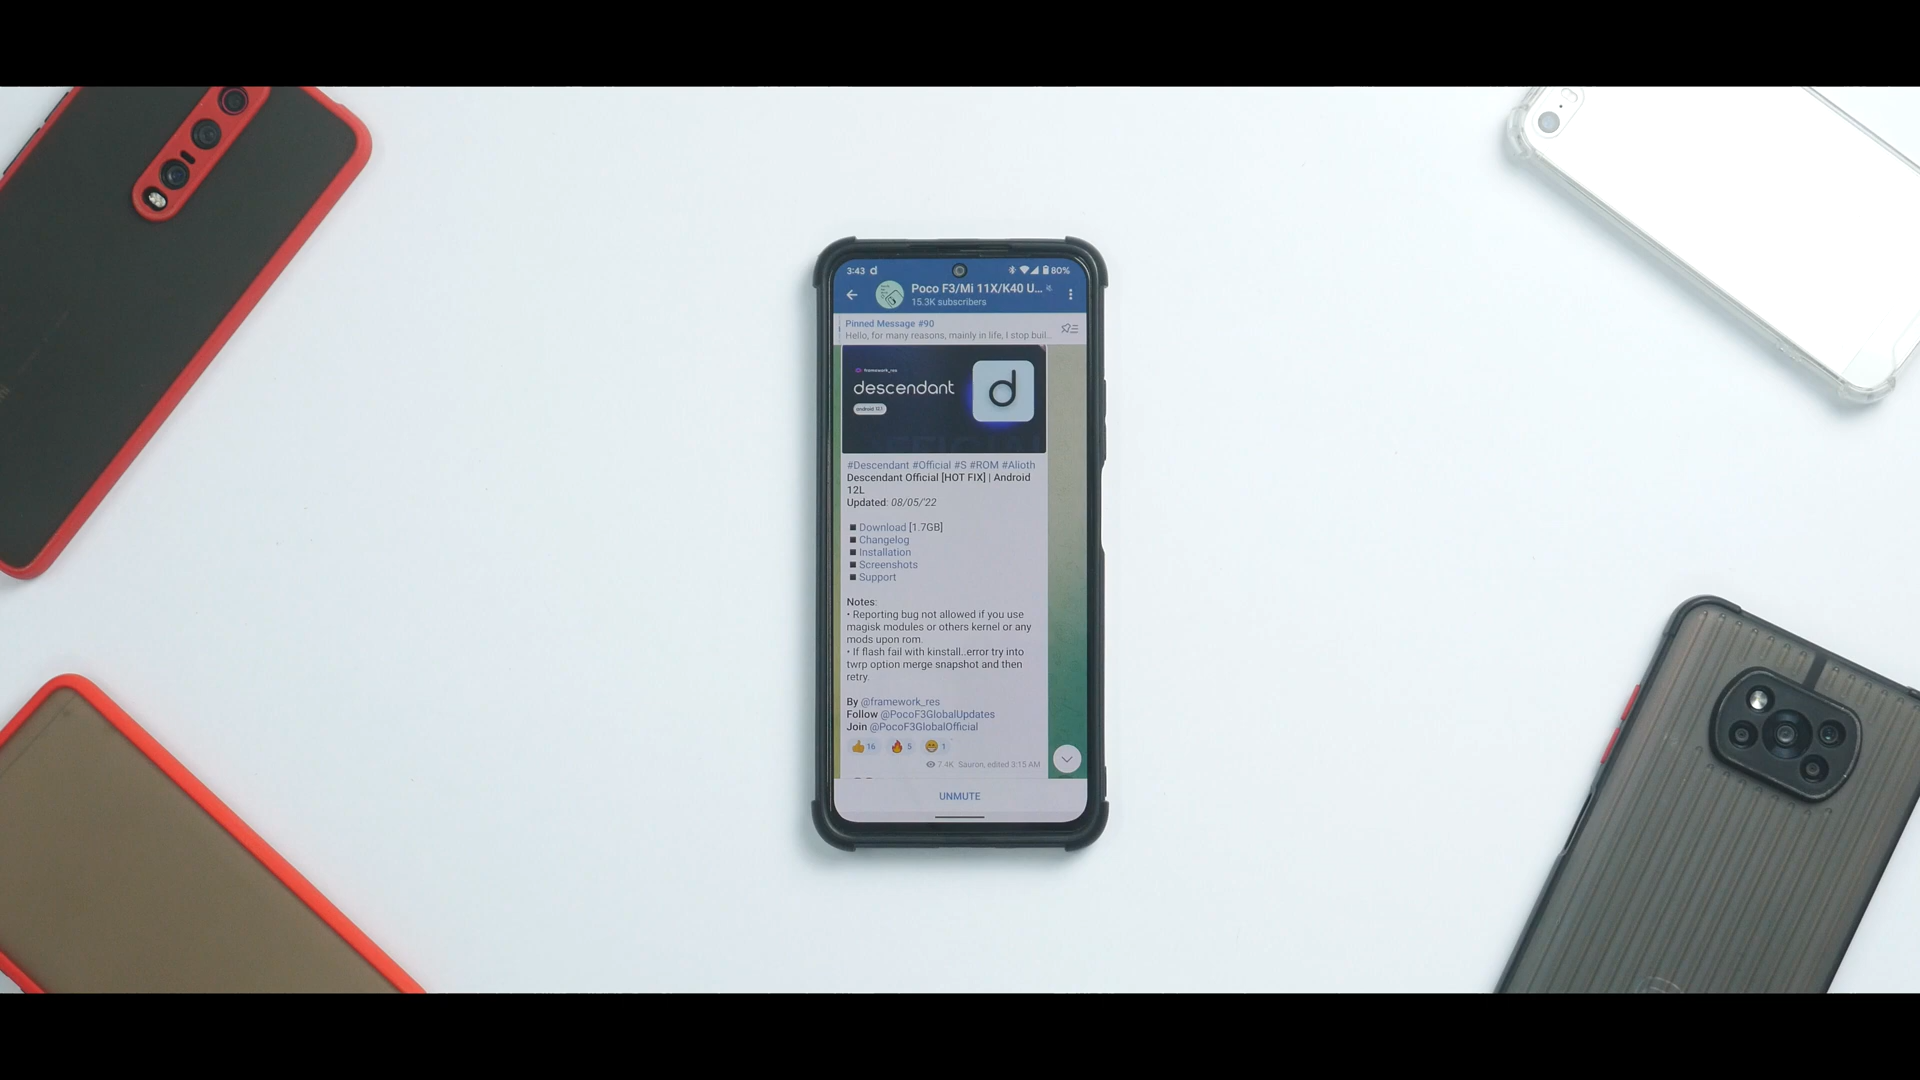 3:43 d 80%
Poco F3/Mi 11X/K40 U...
15.3K subscribers
Pinned Message #90
Hello, for many reasons, mainly in life, I stop buil...
framework_res
descendant
android 12.1
d
#Descendant #Official #S #ROM #Alioth
Descendant Official [HOT FIX] | Android
12L
Updated: 08/05/'22
■ Download [1.7GB]
■ Changelog
■ Installation
■ Screenshots
■ Support
Notes:
• Reporting bug not allowed if you use
magisk modules or others kernel or any
mods upon rom.
• If flash fail with kinstall..error try into
twrp option merge snapshot and then
retry.
By @framework_res
Follow @PocoF3GlobalUpdates
Join @PocoF3GlobalOfficial
16 5 1
7.4K Sauron, edited 3:15 AM
UNMUTE